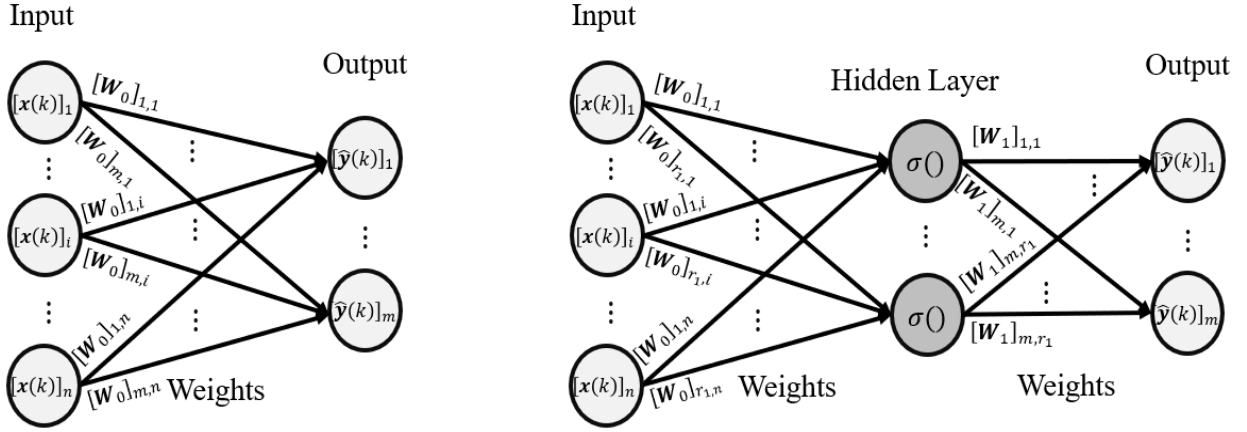 Input
Output
[x(k)]₁
[x(k)]ᵢ
[x(k)]ₙ
[W₀]₁,₁
[W₀]ₘ,₁
[W₀]₁,ᵢ
[W₀]ₘ,ᵢ
[W₀]₁,ₙ
[W₀]ₘ,ₙ
⋮
⋮
⋮
⋮
⋮
⋮
[ŷ(k)]₁
[ŷ(k)]ₘ
Weights
Input
Hidden Layer
Output
[x(k)]₁
[x(k)]ᵢ
[x(k)]ₙ
[W₀]₁,₁
[W₀]r₁,₁
[W₀]₁,ᵢ
[W₀]r₁,ᵢ
[W₀]₁,ₙ
[W₀]r₁,ₙ
⋮
⋮
⋮
⋮
⋮
⋮
σ()
σ()
[W₁]₁,₁
[W₁]ₘ,₁
[W₁]ₘ,r₁
[W₁]ₘ,r₁
⋮
⋮
⋮
[ŷ(k)]₁
[ŷ(k)]ₘ
Weights
Weights